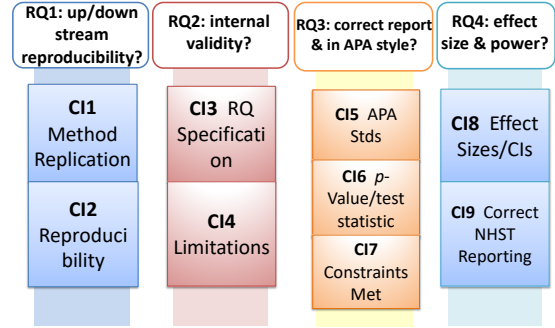 RQ1: up/down
stream
reproducibility?
CI1
Method
Replication
CI2
Reproduci
bility
RQ2: internal
validity?
CI3 RQ
Specificati
on
CI4
Limitations
RQ3: correct report
& in APA style?
CI5 APA
Stds
CI6 p-
Value/test
statistic
CI7
Constraints
Met
RQ4: effect
size & power?
CI8 Effect
Sizes/CIs
CI9 Correct
NHST
Reporting